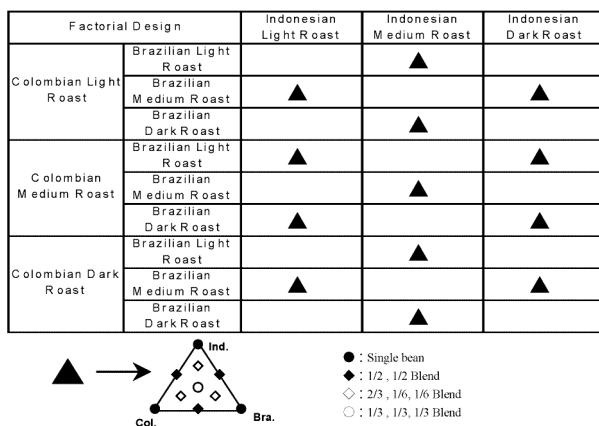 Factorial Design
Indonesian Light Roast
Indonesian Medium Roast
Indonesian Dark Roast
Colombian Light Roast
Brazilian Light Roast
Brazilian Medium Roast
Brazilian Dark Roast
Colombian Medium Roast
Brazilian Light Roast
Brazilian Medium Roast
Brazilian Dark Roast
Colombian Dark Roast
Brazilian Light Roast
Brazilian Medium Roast
Brazilian Dark Roast
Ind.
Col.
Bra.
: Single bean
: 1/2 , 1/2 Blend
: 2/3 , 1/6, 1/6 Blend
: 1/3 , 1/3, 1/3 Blend